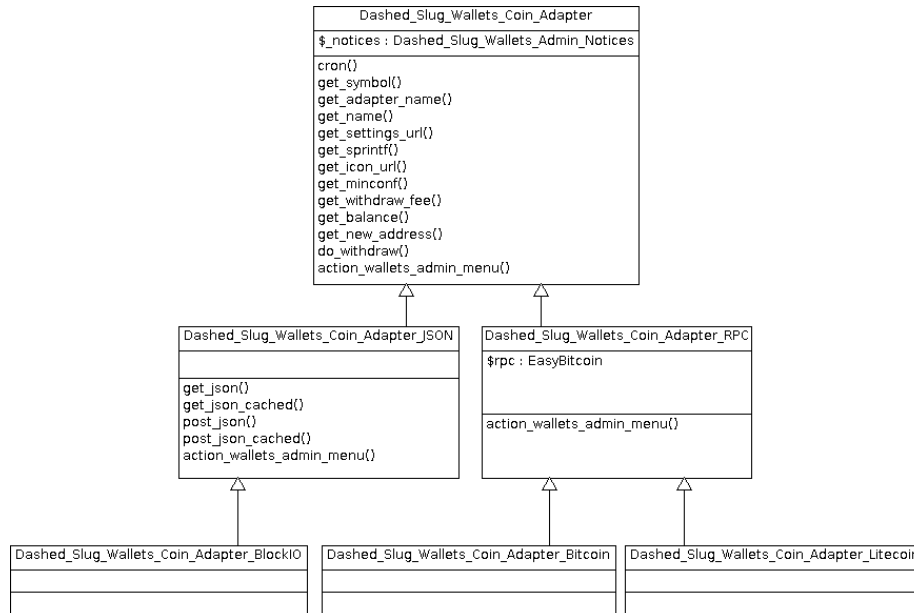 Dashed_Slug_Wallets_Coin_Adapter
$_notices : Dashed_Slug_Wallets_Admin_Notices
cron()
get_symbol()
get_adapter_name()
get_name()
get_settings_url()
get_sprintf()
get_icon_url()
get_minconf()
get_withdraw_fee()
get_balance()
get_new_address()
do_withdraw()
action_wallets_admin_menu()
Dashed_Slug_Wallets_Coin_Adapter_JSON
get_json()
get_json_cached()
post_json()
post_json_cached()
action_wallets_admin_menu()
Dashed_Slug_Wallets_Coin_Adapter_RPC
$rpc : EasyBitcoin
action_wallets_admin_menu()
Dashed_Slug_Wallets_Coin_Adapter_BlockIO
Dashed_Slug_Wallets_Coin_Adapter_Bitcoin
Dashed_Slug_Wallets_Coin_Adapter_Litecoin